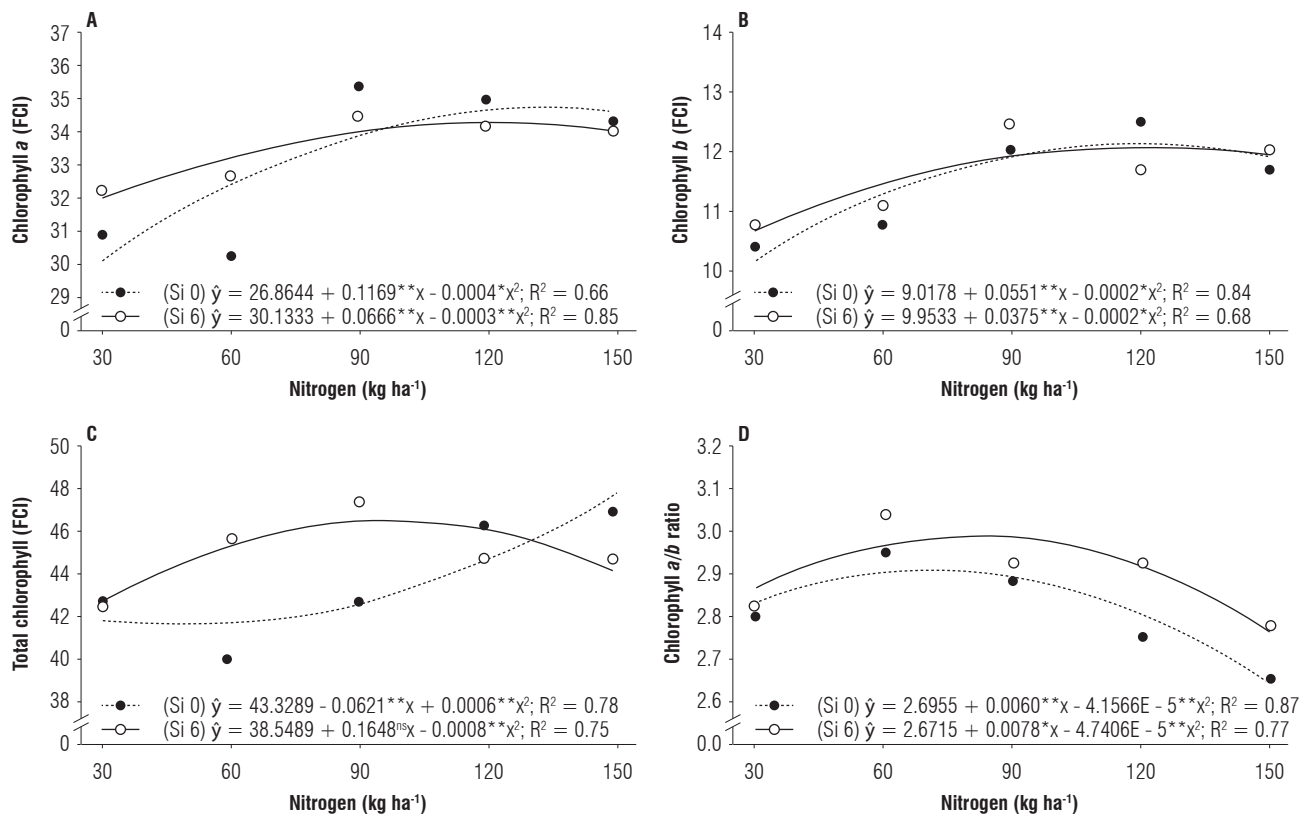 A
Chlorophyll a (FCI)
37
36
35
34
33
32
31
30
29
0
(Si 0) ŷ = 26.8644 + 0.1169**x - 0.0004*x²; R² = 0.66
(Si 6) ŷ = 30.1333 + 0.0666**x - 0.0003**x²; R² = 0.85
30 60 90 120 150
Nitrogen (kg ha⁻¹)
B
Chlorophyll b (FCI)
14
13
12
11
10
0
(Si 0) ŷ = 9.0178 + 0.0551**x - 0.0002*x²; R² = 0.84
(Si 6) ŷ = 9.9533 + 0.0375**x - 0.0002*x²; R² = 0.68
30 60 90 120 150
Nitrogen (kg ha⁻¹)
C
Total chlorophyll (FCI)
50
48
46
44
42
40
38
0
(Si 0) ŷ = 43.3289 - 0.0621**x + 0.0006**x²; R² = 0.78
(Si 6) ŷ = 38.5489 + 0.1648ⁿˢx - 0.0008**x²; R² = 0.75
30 60 90 120 150
Nitrogen (kg ha⁻¹)
D
Chlorophyll a/b ratio
3.2
3.1
3.0
2.9
2.8
2.7
2.6
0.0
(Si 0) ŷ = 2.6955 + 0.0060**x - 4.1566E - 5**x²; R² = 0.87
(Si 6) ŷ = 2.6715 + 0.0078*x - 4.7406E - 5**x²; R² = 0.77
30 60 90 120 150
Nitrogen (kg ha⁻¹)